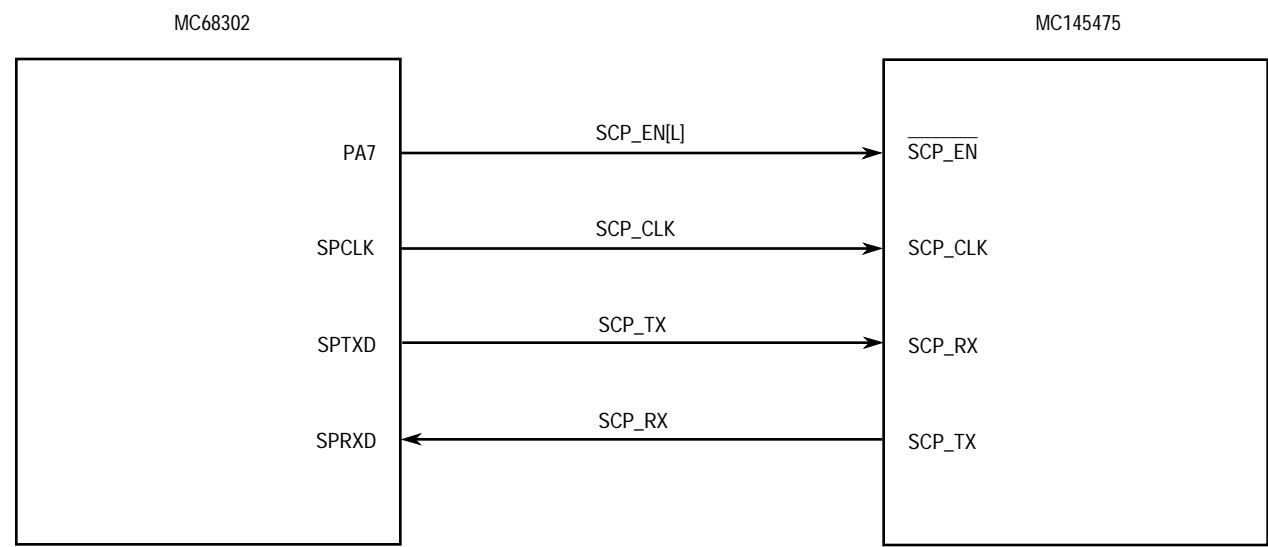 MC68302 MC145475
SCP_EN[L]
PA7 SCP_EN
SCP_CLK
SPCLK SCP_CLK
SCP_TX
SPTXD SCP_RX
SCP_RX
SPRXD SCP_TX